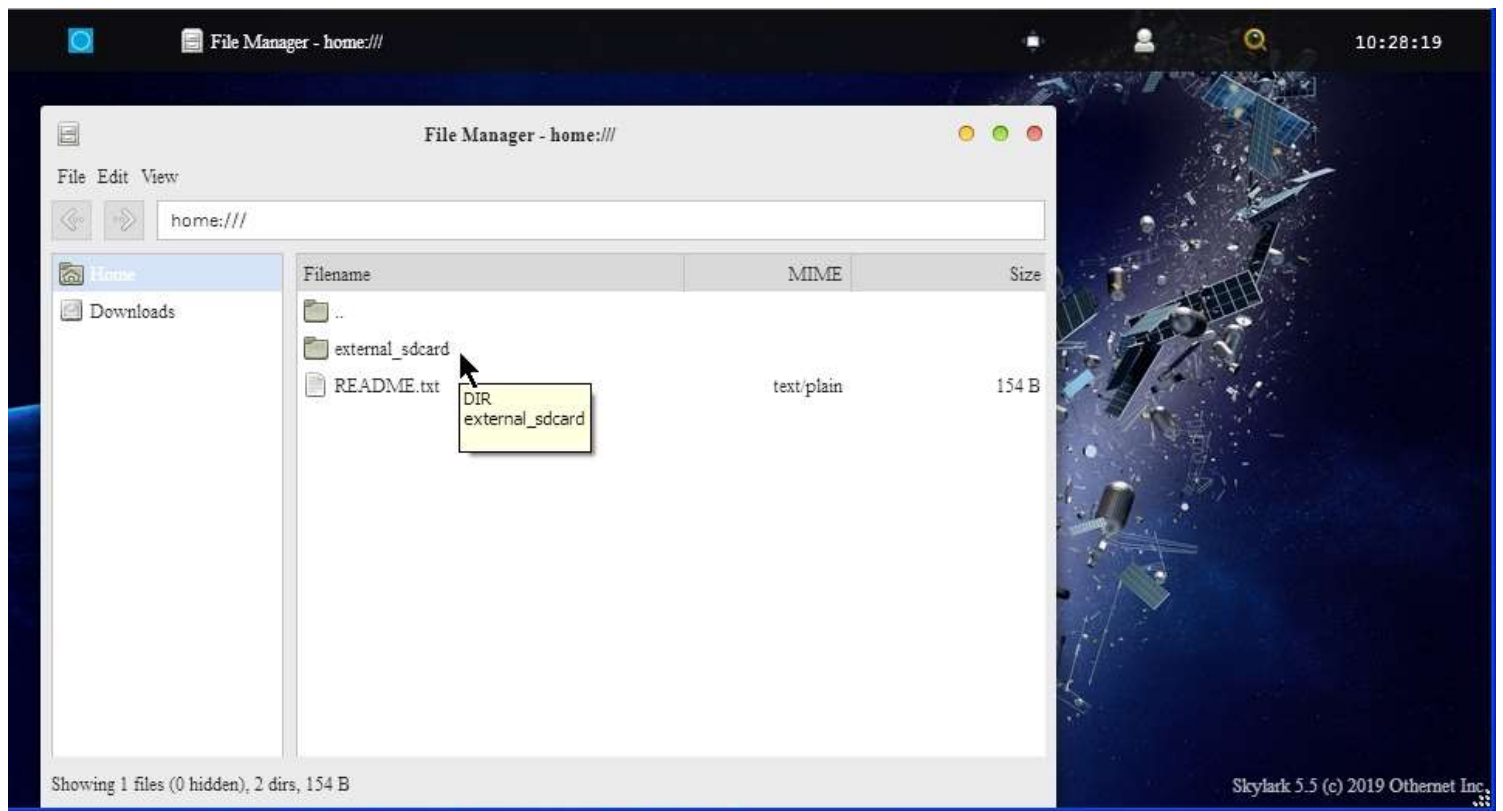 File Manager - home:///
10:28:19
File Manager - home:///
File Edit View
home:///
Home
Filename MIME Size
Downloads
..
external_sdcard
README.txt text/plain 154 B
DIR
external_sdcard
Showing 1 files (0 hidden), 2 dirs, 154 B
Skylark 5.5 (c) 2019 Othernet Inc.